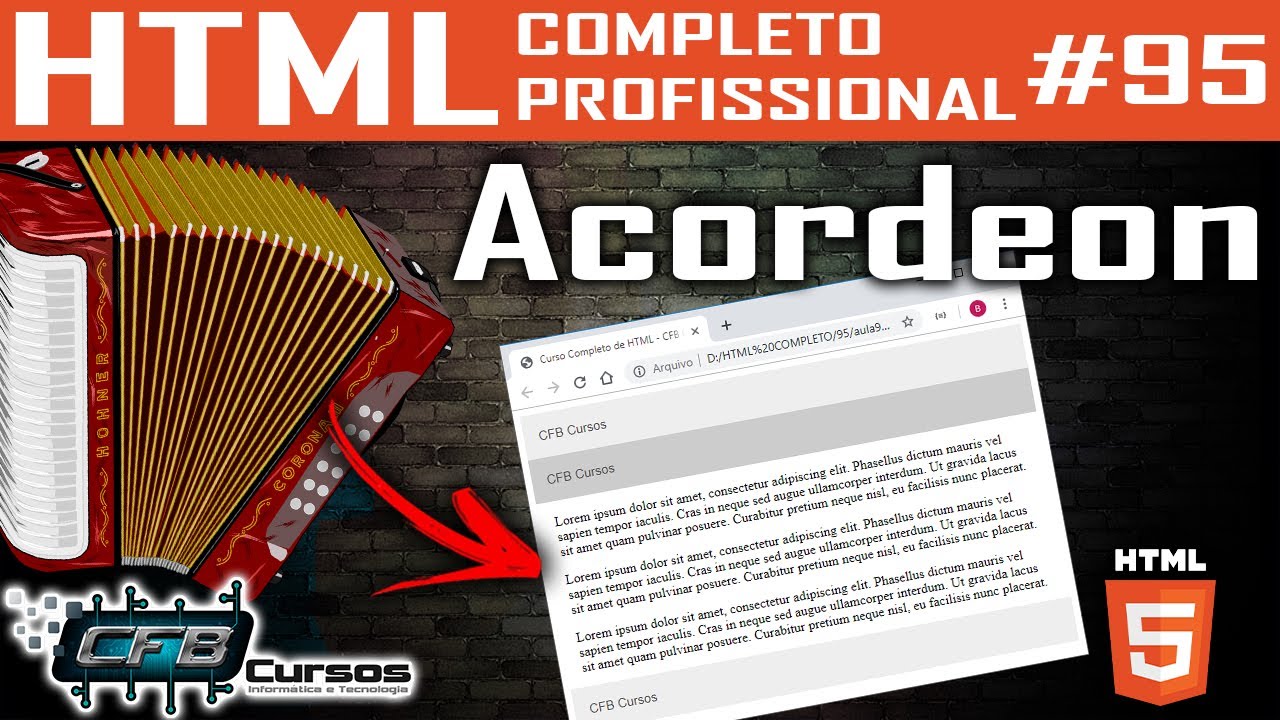 HTML
COMPLETO
PROFISSIONAL
#95
Acordeon
HOHNER
CORONA II
Curso Completo de HTML - CFB
Arquivo | D:/HTML%20COMPLETO/95/aula9...
B
CFB Cursos
CFB Cursos
Lorem ipsum dolor sit amet, consectetur adipiscing elit. Phasellus dictum mauris vel
sapien tempor iaculis. Cras in neque sed augue ullamcorper interdum. Ut gravida lacus
sit amet quam pulvinar posuere. Curabitur pretium neque nisl, eu facilisis nunc placerat.
Lorem ipsum dolor sit amet, consectetur adipiscing elit. Phasellus dictum mauris vel
sapien tempor iaculis. Cras in neque sed augue ullamcorper interdum. Ut gravida lacus
sit amet quam pulvinar posuere. Curabitur pretium neque nisl, eu facilisis nunc placerat.
Lorem ipsum dolor sit amet, consectetur adipiscing elit. Phasellus dictum mauris vel
sapien tempor iaculis. Cras in neque sed augue ullamcorper interdum. Ut gravida lacus
sit amet quam pulvinar posuere. Curabitur pretium neque nisl, eu facilisis nunc placerat.
CFB Cursos
CFB
Cursos
Informática e Tecnologia
HTML
5